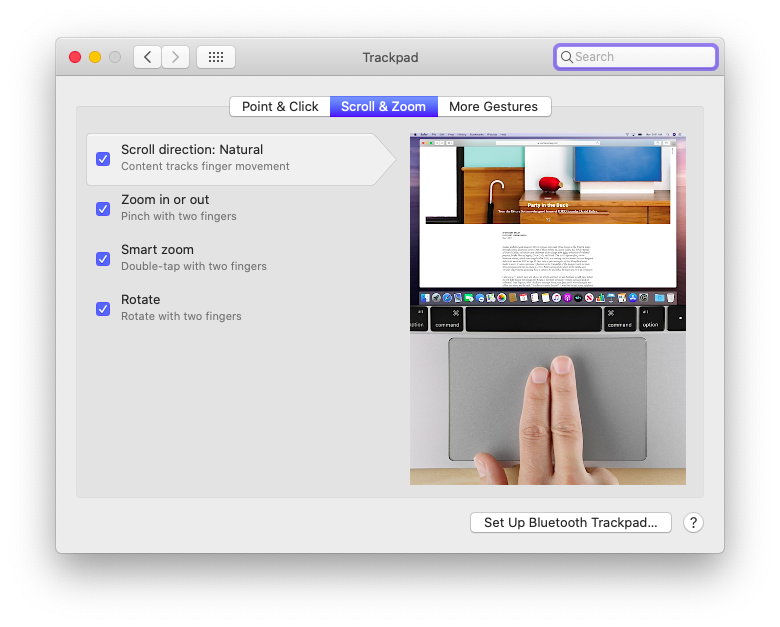 Trackpad
Search
Point & Click
Scroll & Zoom
More Gestures
Scroll direction: Natural
Content tracks finger movement
Zoom in or out
Pinch with two fingers
Smart zoom
Double-tap with two fingers
Rotate
Rotate with two fingers
Party in the Back
command
command
option
Set Up Bluetooth Trackpad...
?